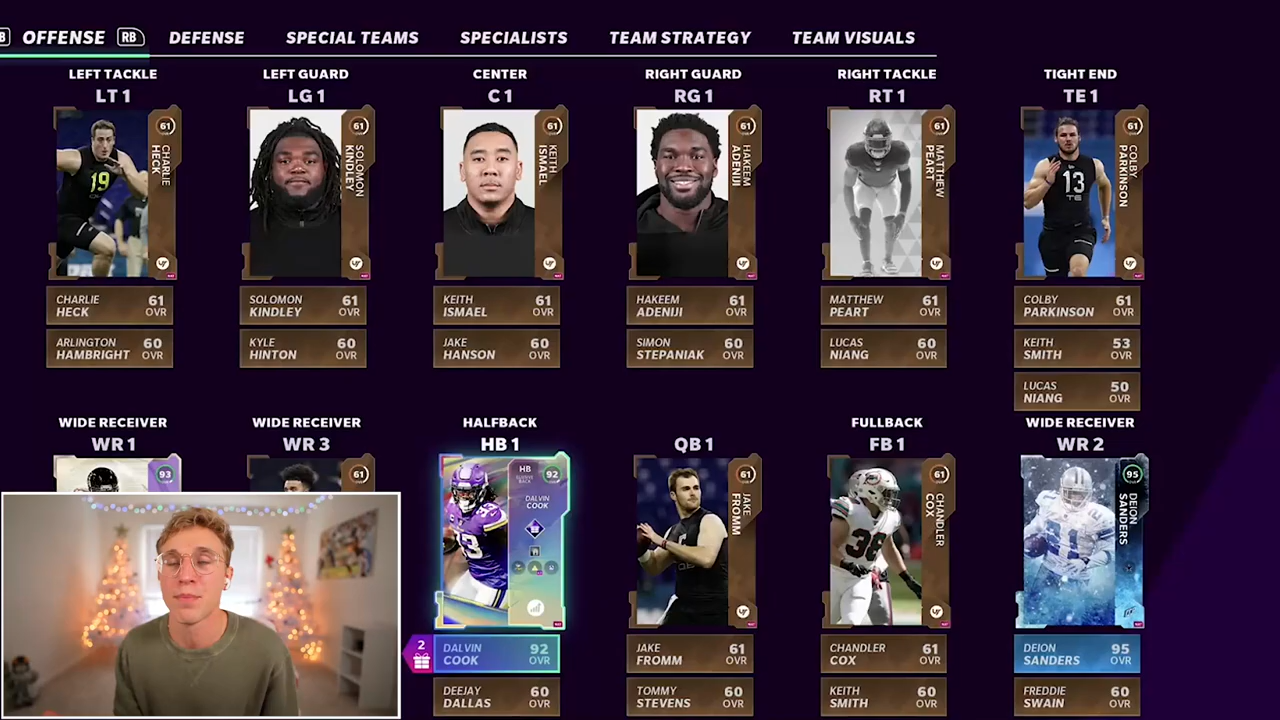 B OFFENSE RB DEFENSE SPECIAL TEAMS SPECIALISTS TEAM STRATEGY TEAM VISUALS
LEFT TACKLE LEFT GUARD CENTER RIGHT GUARD RIGHT TACKLE TIGHT END
LT 1 LG 1 C 1 RG 1 RT 1 TE 1
61 CHARLIE HECK 19
61 SOLOMON KINDLEY
61 KEITH ISMAEL
61 HAKEEM ADENIJI
61 MATTHEW PEART
61 COLBY PARKINSON 13 TE
CHARLIE HECK 61 OVR
SOLOMON KINDLEY 61 OVR
KEITH ISMAEL 61 OVR
HAKEEM ADENIJI 61 OVR
MATTHEW PEART 61 OVR
COLBY PARKINSON 61 OVR
ARLINGTON HAMBRIGHT 60 OVR
KYLE HINTON 60 OVR
JAKE HANSON 60 OVR
SIMON STEPANIAK 60 OVR
LUCAS NIANG 60 OVR
KEITH SMITH 53 OVR
LUCAS NIANG 50 OVR
WIDE RECEIVER WIDE RECEIVER HALFBACK FULLBACK WIDE RECEIVER
WR 1 WR 3 HB 1 QB 1 FB 1 WR 2
93
61
HB 92 DALVIN COOK 33
61 JAKE FROMM
61 CHANDLER COX 36
95 DEION SANDERS 21
2
DALVIN COOK 92 OVR
JAKE FROMM 61 OVR
CHANDLER COX 61 OVR
DEION SANDERS 95 OVR
DEEJAY DALLAS 60 OVR
TOMMY STEVENS 60 OVR
KEITH SMITH 60 OVR
FREDDIE SWAIN 60 OVR